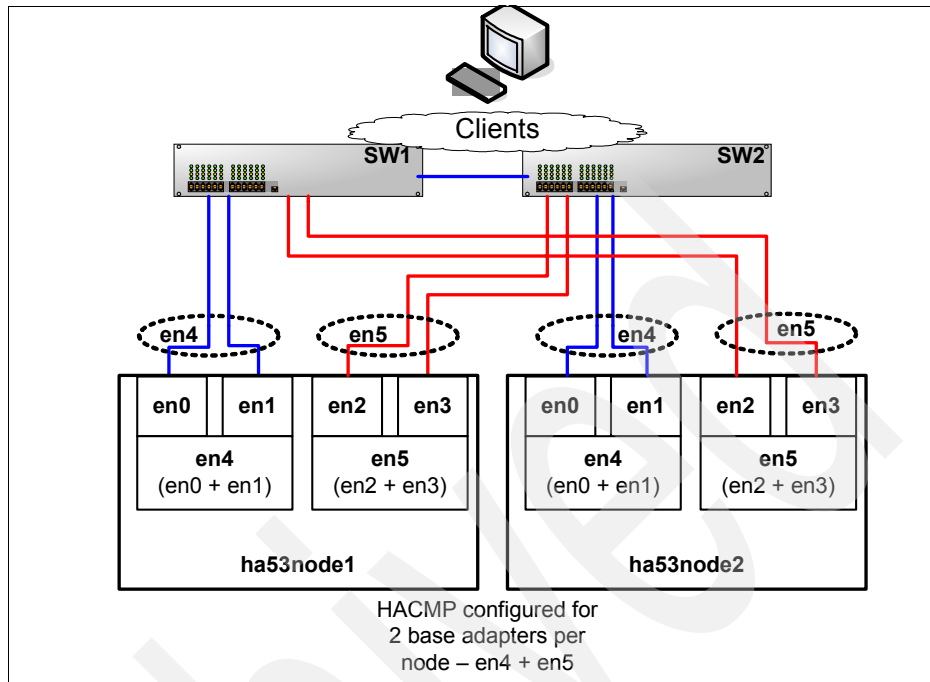 Clients
SW1
SW2
en4
en5
en4
en5
en0
en1
en2
en3
en0
en1
en2
en3
en4
(en0 + en1)
en5
(en2 + en3)
en4
(en0 + en1)
en5
(en2 + en3)
ha53node1
ha53node2
HACMP configured for
2 base adapters per
node – en4 + en5